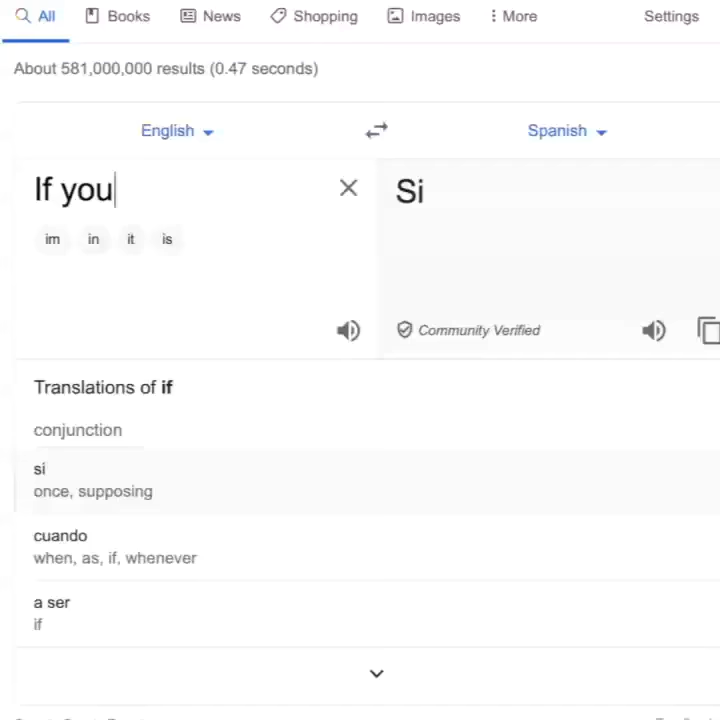 All Books News Shopping Images More Settings
About 581,000,000 results (0.47 seconds)
English Spanish
If you Si
im in it is
Community Verified
Translations of if
conjunction
si
once, supposing
cuando
when, as, if, whenever
a ser
if